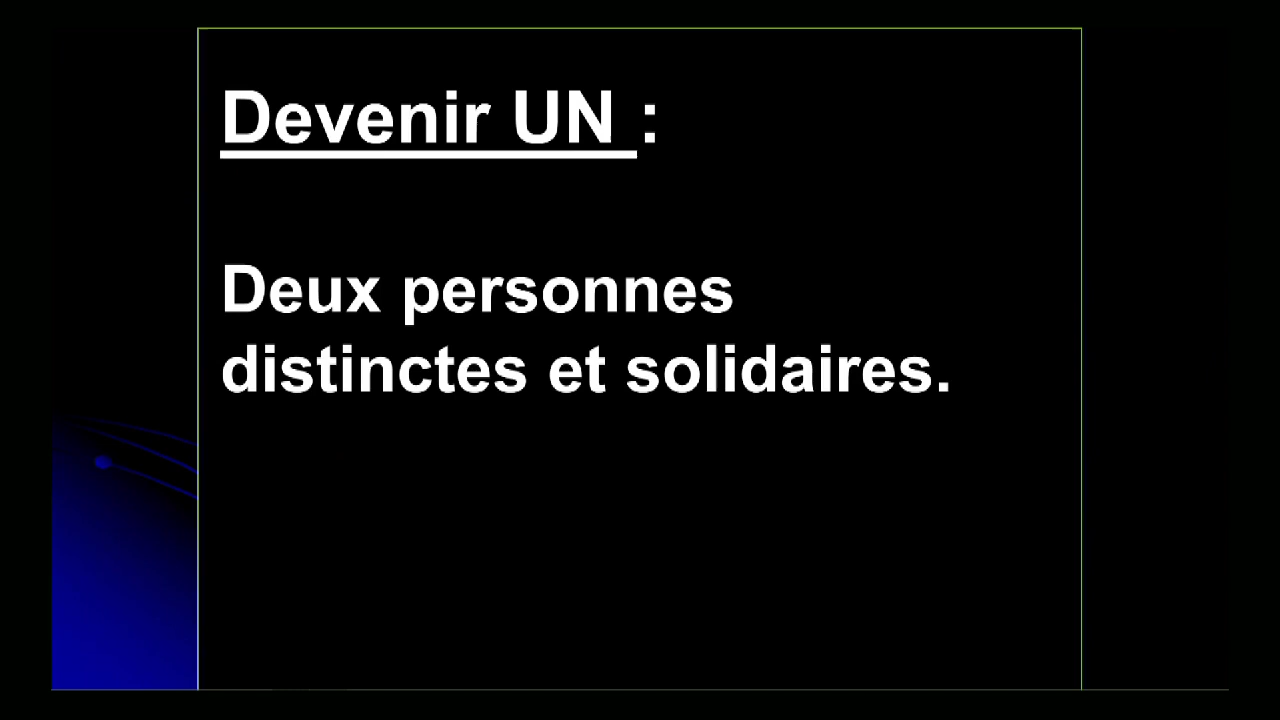 Devenir UN :
Deux personnes
distinctes et solidaires.